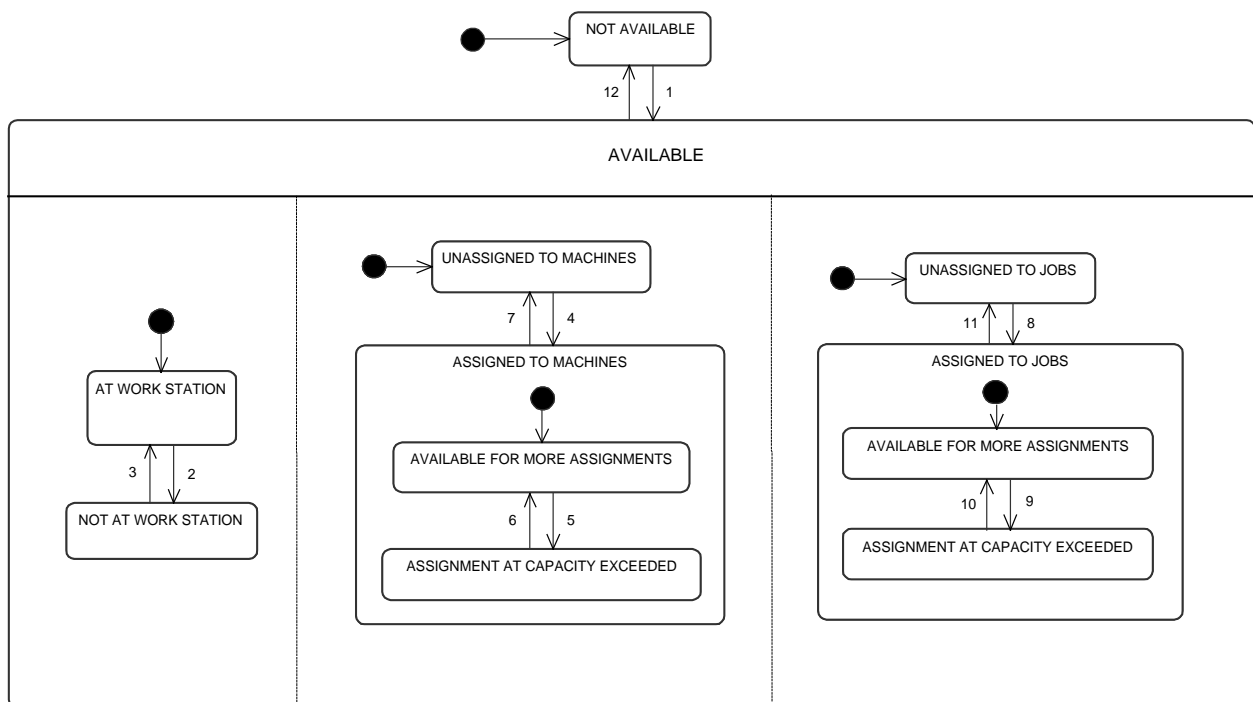 NOT AVAILABLE
12
1
AVAILABLE
AT WORK STATION
3
2
NOT AT WORK STATION
UNASSIGNED TO MACHINES
7
4
ASSIGNED TO MACHINES
AVAILABLE FOR MORE ASSIGNMENTS
6
5
ASSIGNMENT AT CAPACITY EXCEEDED
UNASSIGNED TO JOBS
11
8
ASSIGNED TO JOBS
AVAILABLE FOR MORE ASSIGNMENTS
10
9
ASSIGNMENT AT CAPACITY EXCEEDED